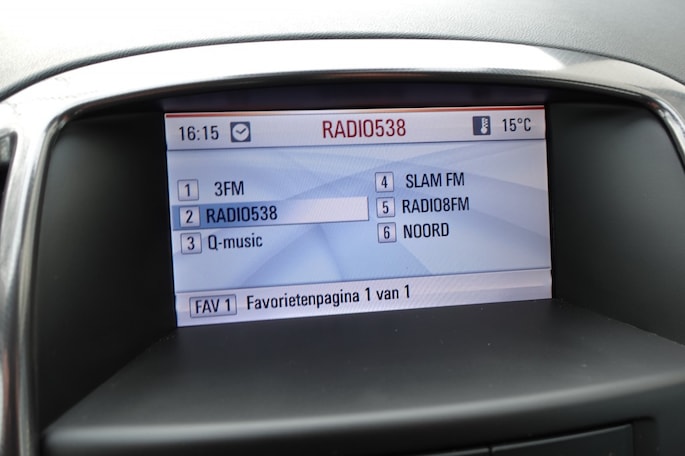 16:15 RADIO538 15°C
1 3FM
2 RADIO538
3 Q-music
4 SLAM FM
5 RADIO8FM
6 NOORD
FAV 1 Favorietenpagina 1 van 1